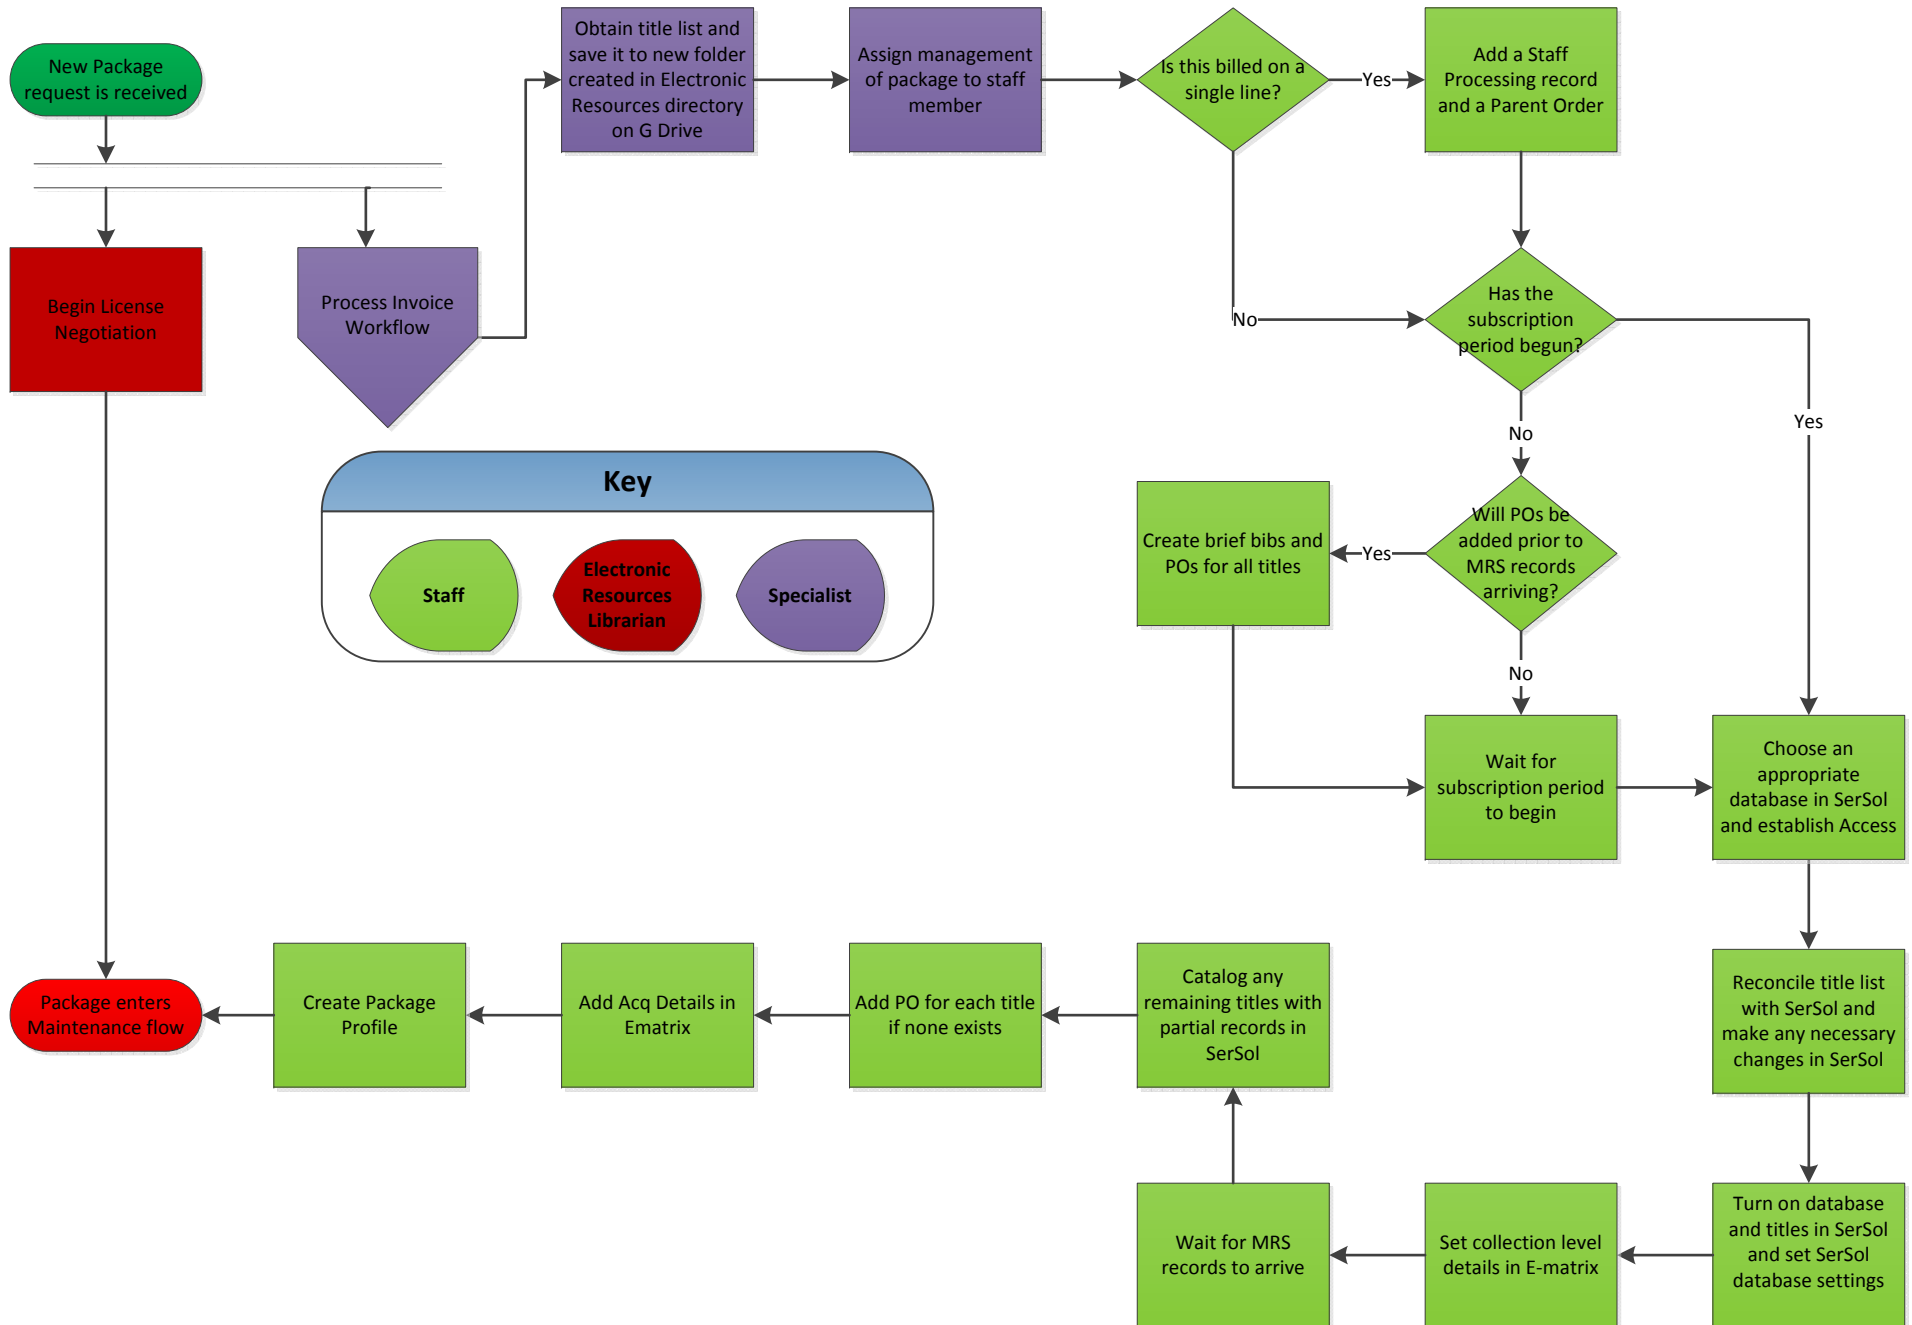 New Package
request is received
Obtain title list and
save it to new folder
created in Electronic
Resources directory
on G Drive
Assign management
of package to staff
member
Is this billed on a
single line?
Yes
Add a Staff
Processing record
and a Parent Order
No
Begin License
Negotiation
Process Invoice
Workflow
Has the
subscription
period begun?
No
Yes
Key
Staff
Electronic
Resources
Librarian
Specialist
Create brief bibs and
POs for all titles
Yes
Will POs be
added prior to
MRS records
arriving?
No
Wait for
subscription period
to begin
Choose an
appropriate
database in SerSol
and establish Access
Package enters
Maintenance flow
Create Package
Profile
Add Acq Details in
Ematrix
Add PO for each title
if none exists
Catalog any
remaining titles with
partial records in
SerSol
Reconcile title list
with SerSol and
make any necessary
changes in SerSol
Wait for MRS
records to arrive
Set collection level
details in E-matrix
Turn on database
and titles in SerSol
and set SerSol
database settings